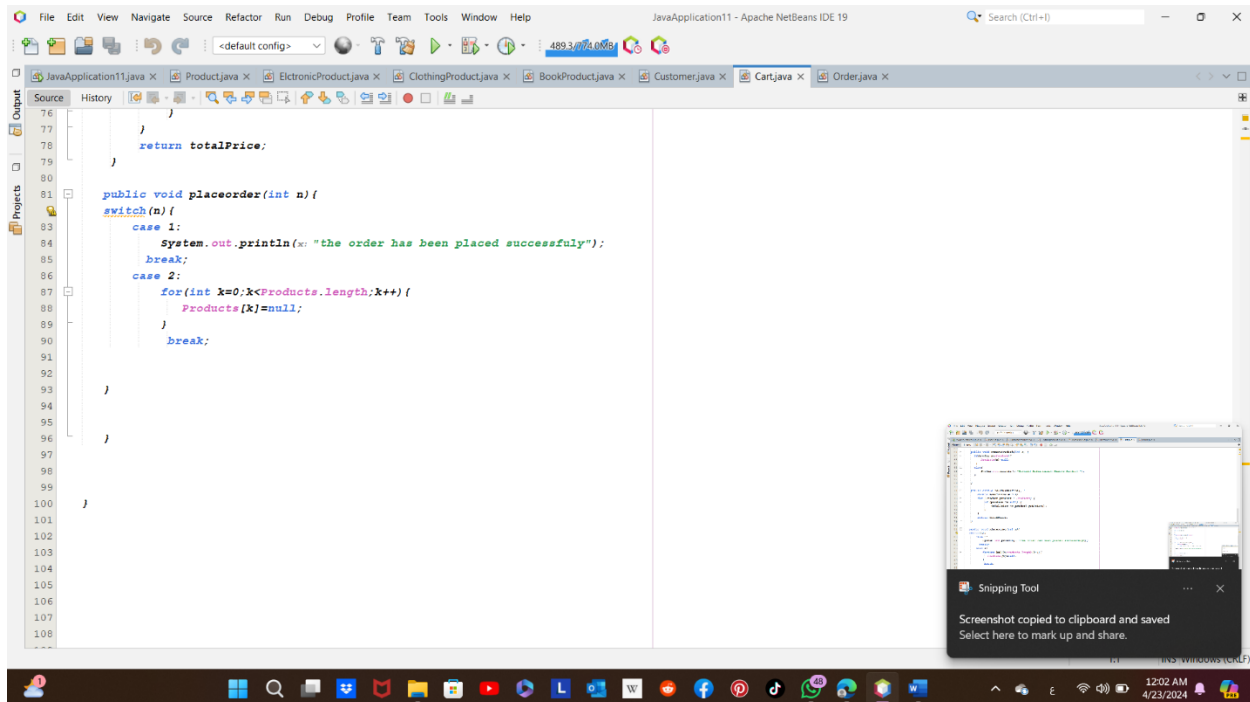 File Edit View Navigate Source Refactor Run Debug Profile Team Tools Window Help JavaApplication11 - Apache NetBeans IDE 19 Search (Ctrl+I)
<default config> 489.3/774.0MB
JavaApplication11.java Product.java ElctronicProduct.java ClothingProduct.java BookProduct.java Customer.java Cart.java Order.java
Output
Projects
Source History
76 }
77 }
78 return totalPrice;
79 }
80
81 public void placeorder(int n){
switch(n){
83 case 1:
84 System.out.println(x: "the order has been placed successfuly");
85 break;
86 case 2:
87 for(int k=0;k<Products.length;k++){
88 Products[k]=null;
89 }
90 break;
91
92
93 }
94
95
96 }
97
98
99
100 }
101
102
103
104
105
106
107
108
Snipping Tool
Screenshot copied to clipboard and saved
Select here to mark up and share.
1:1 INS Windows (CRLF)
1 L W 48 W ع 12:02 AM
4/23/2024 PRE